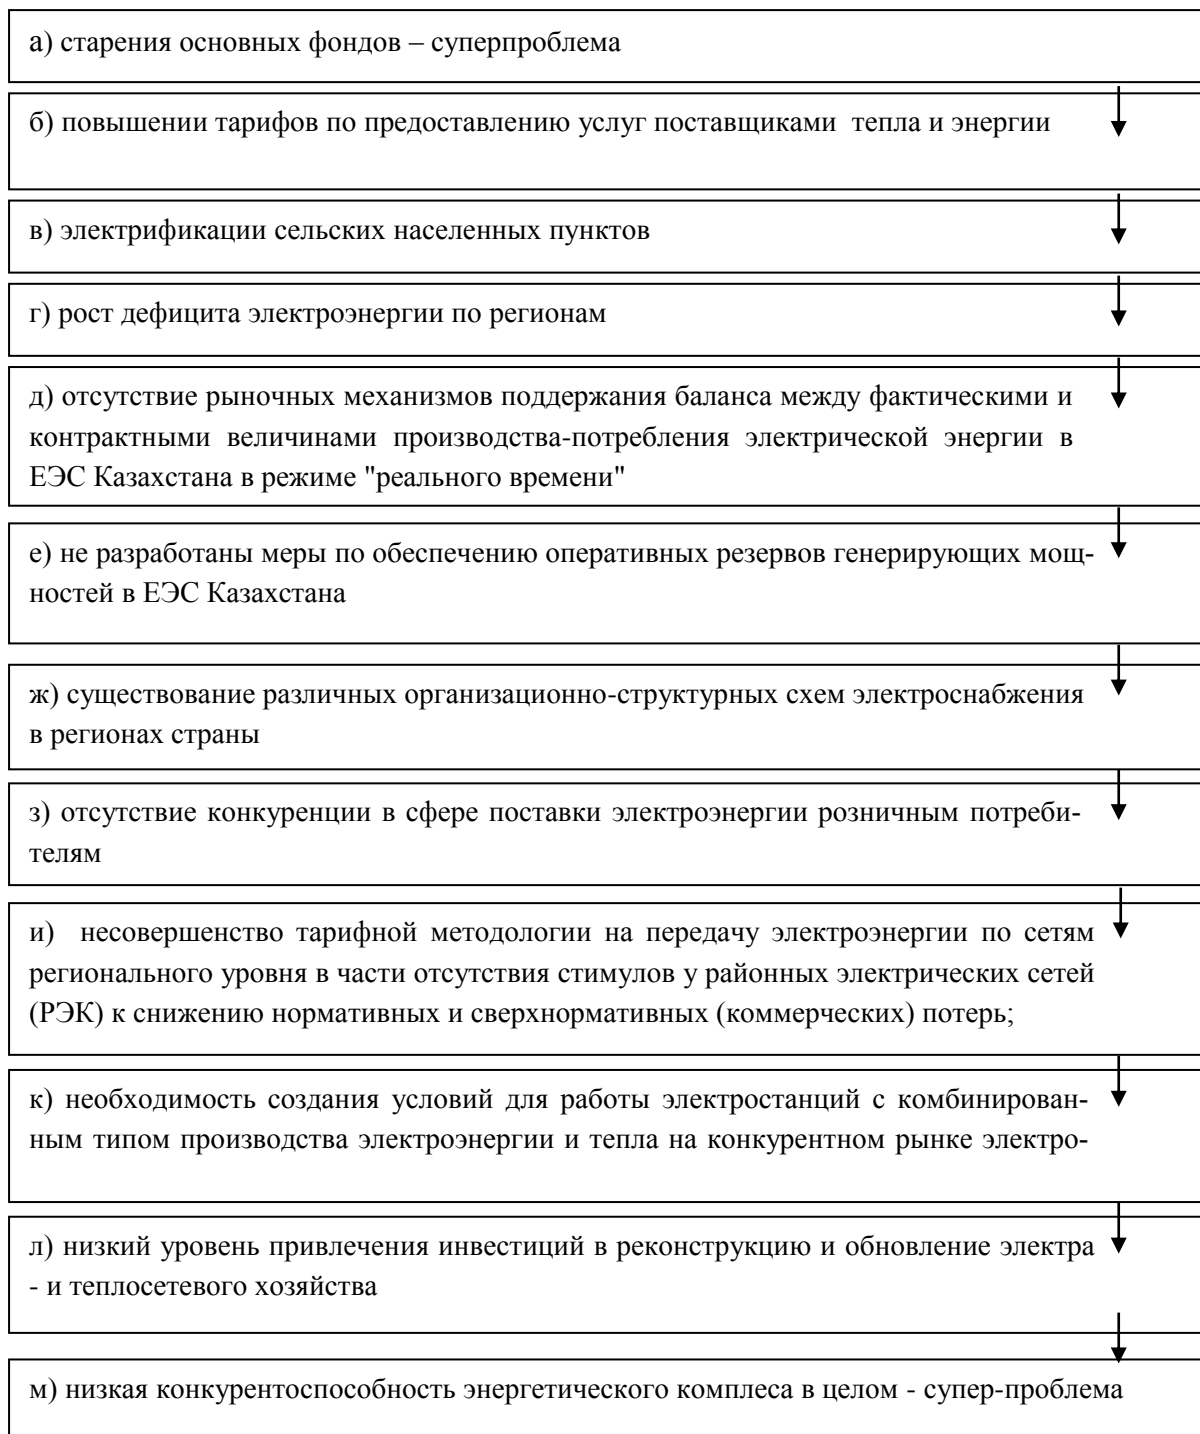 а) старения основных фондов – суперпроблема
б) повышении тарифов по предоставлению услуг поставщиками тепла и энергии
в) электрификации сельских населенных пунктов
г) рост дефицита электроэнергии по регионам
д) отсутствие рыночных механизмов поддержания баланса между фактическими и
контрактными величинами производства-потребления электрической энергии в
ЕЭС Казахстана в режиме "реального времени"
е) не разработаны меры по обеспечению оперативных резервов генерирующих мощ-
ностей в ЕЭС Казахстана
ж) существование различных организационно-структурных схем электроснабжения
в регионах страны
з) отсутствие конкуренции в сфере поставки электроэнергии розничным потреби-
телям
и) несовершенство тарифной методологии на передачу электроэнергии по сетям
регионального уровня в части отсутствия стимулов у районных электрических сетей
(РЭК) к снижению нормативных и сверхнормативных (коммерческих) потерь;
к) необходимость создания условий для работы электростанций с комбинирован-
ным типом производства электроэнергии и тепла на конкурентном рынке электро-
л) низкий уровень привлечения инвестиций в реконструкцию и обновление электра
- и теплосетевого хозяйства
м) низкая конкурентоспособность энергетического комплеса в целом - супер-проблема